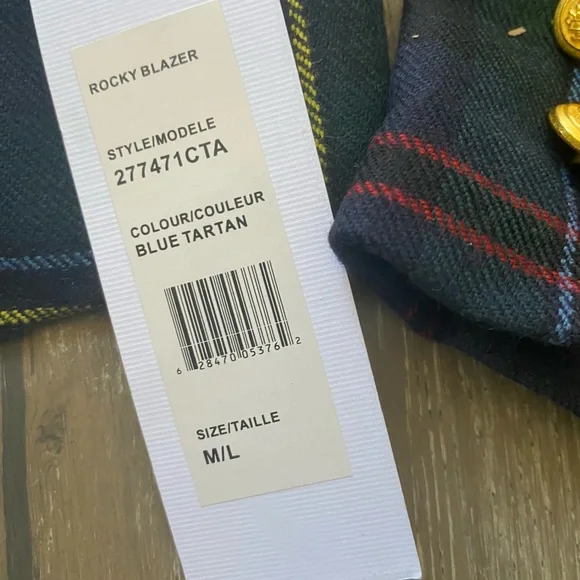 ROCKY BLAZER
STYLE/MODELE
277471CTA
COLOUR/COULEUR
BLUE TARTAN
6 28470 05376 2
SIZE/TAILLE
M/L